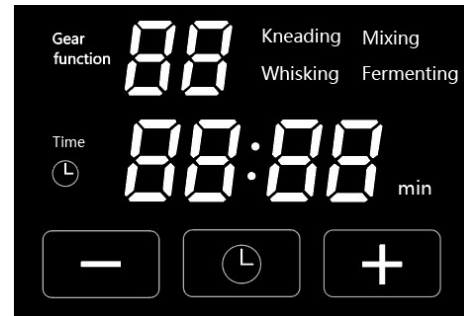 Gear function 88 Kneading Mixing
Whisking Fermenting
Time 88:88 min